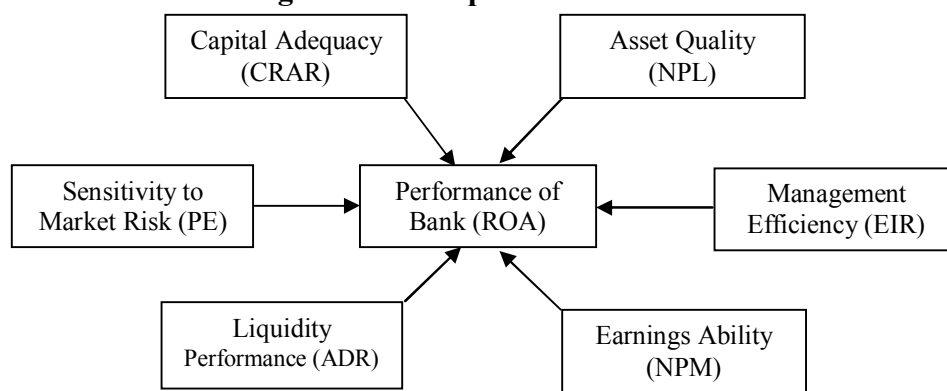 Capital Adequacy
(CRAR)
Asset Quality
(NPL)
Sensitivity to
Market Risk (PE)
Performance of
Bank (ROA)
Management
Efficiency (EIR)
Liquidity
Performance (ADR)
Earnings Ability
(NPM)